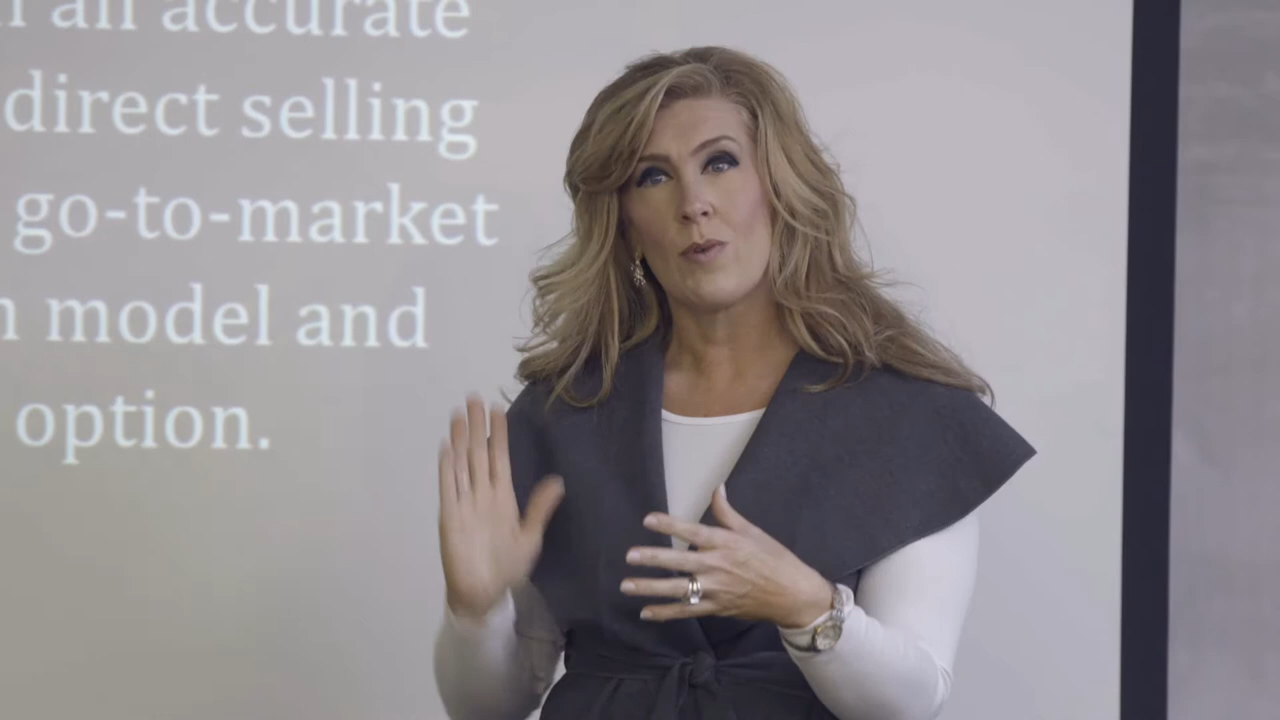 an accurate
direct selling
go-to-market
model and
option.